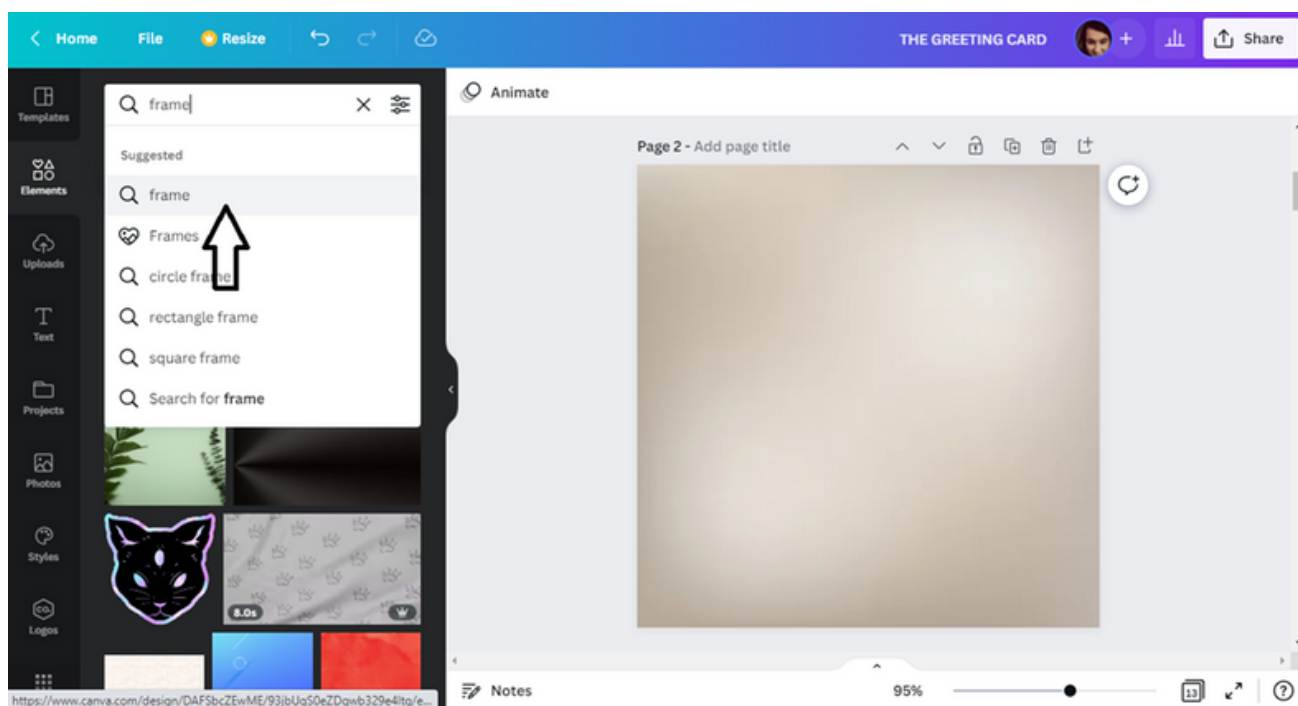 Home File Resize THE GREETING CARD + Share
Templates
Elements
Uploads
Text
Projects
Photos
Styles
CO.
Logos
frame
Suggested
frame
Frames
circle frame
rectangle frame
square frame
Search for frame
8.0s
Animate
Page 2 - Add page title
Notes 95% 13 ?